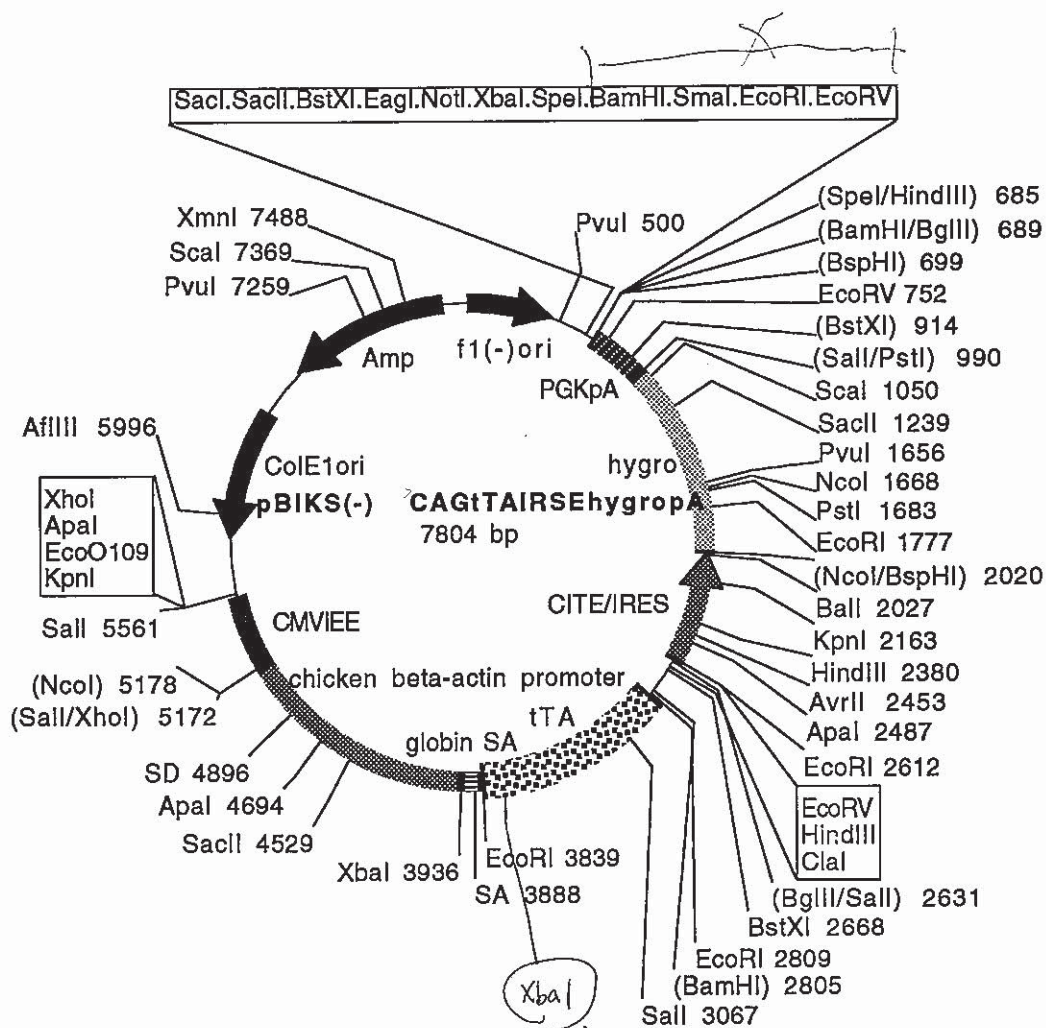 SacI.SacII.BstXI.EagI.NotI.XbaI.SpeI.BamHI.SmaI.EcoRI.EcoRV
XmnI 7488
ScaI 7369
PvuI 7259
PvuI 500
(SpeI/HindIII) 685
(BamHI/BglII) 689
(BspHI) 699
EcoRV 752
(BstXI) 914
(SalI/PstI) 990
ScaI 1050
SacII 1239
PvuI 1656
NcoI 1668
PstI 1683
EcoRI 1777
(NcoI/BspHI) 2020
BalI 2027
KpnI 2163
HindIII 2380
AvrII 2453
ApaI 2487
EcoRI 2612
EcoRV
HindIII
ClaI
(BglII/SalI) 2631
BstXI 2668
EcoRI 2809
(BamHI) 2805
SalI 3067
Amp
f1(-)ori
PGKpA
hygro
AflIII 5996
ColE1ori
pBlKS(-) CAGtTAIRSEhygropA
7804 bp
XhoI
ApaI
EcoO109
KpnI
SalI 5561
CMVIEE
CITE/IRES
(NcoI) 5178
(SalI/XhoI) 5172
chicken beta-actin promoter
tTA
globin SA
SD 4896
ApaI 4694
SacII 4529
XbaI 3936
EcoRI 3839
SA 3888
XbaI